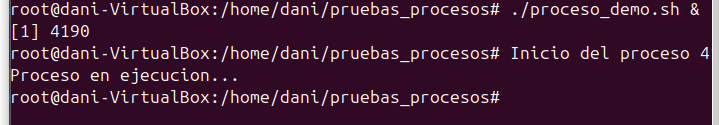 root@dani-VirtualBox:/home/dani/pruebas_procesos# ./proceso_demo.sh &
[1] 4190
root@dani-VirtualBox:/home/dani/pruebas_procesos# Inicio del proceso 4
Proceso en ejecucion...
root@dani-VirtualBox:/home/dani/pruebas_procesos#